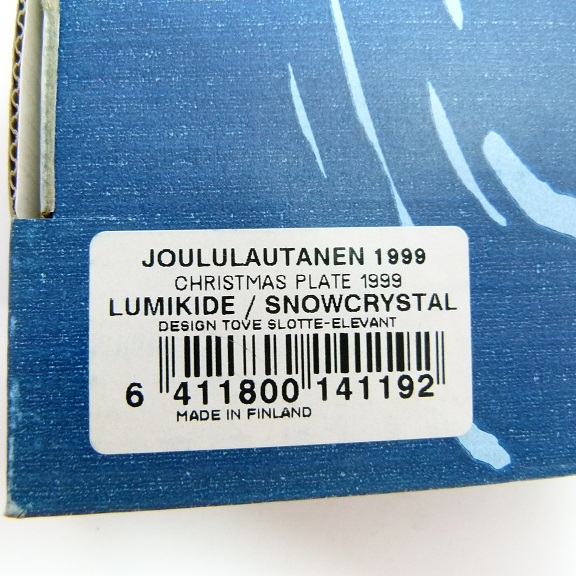 JOULULAUTANEN 1999
CHRISTMAS PLATE 1999
LUMIKIDE / SNOWCRYSTAL
DESIGN TOVE SLOTTE-ELEVANT
6 411800 141192
MADE IN FINLAND